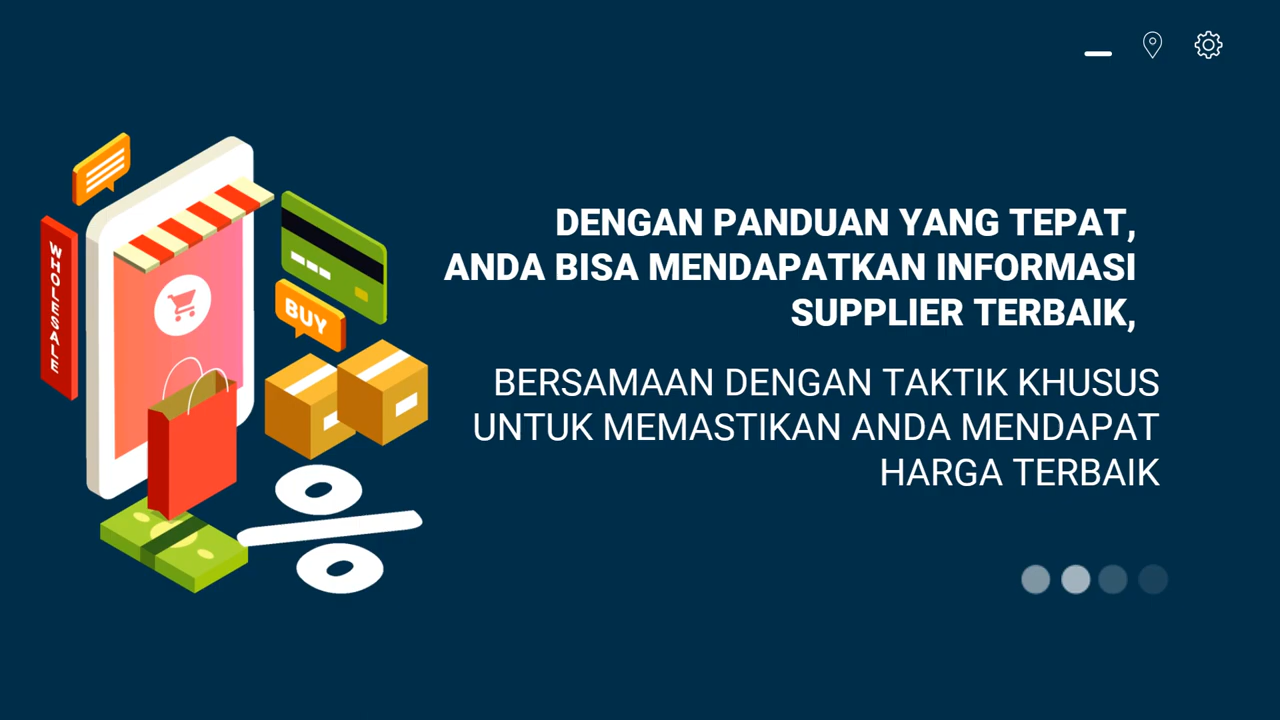 WHOLESALE
BUY
DENGAN PANDUAN YANG TEPAT,
ANDA BISA MENDAPATKAN INFORMASI
SUPPLIER TERBAIK,
BERSAMAAN DENGAN TAKTIK KHUSUS
UNTUK MEMASTIKAN ANDA MENDAPAT
HARGA TERBAIK